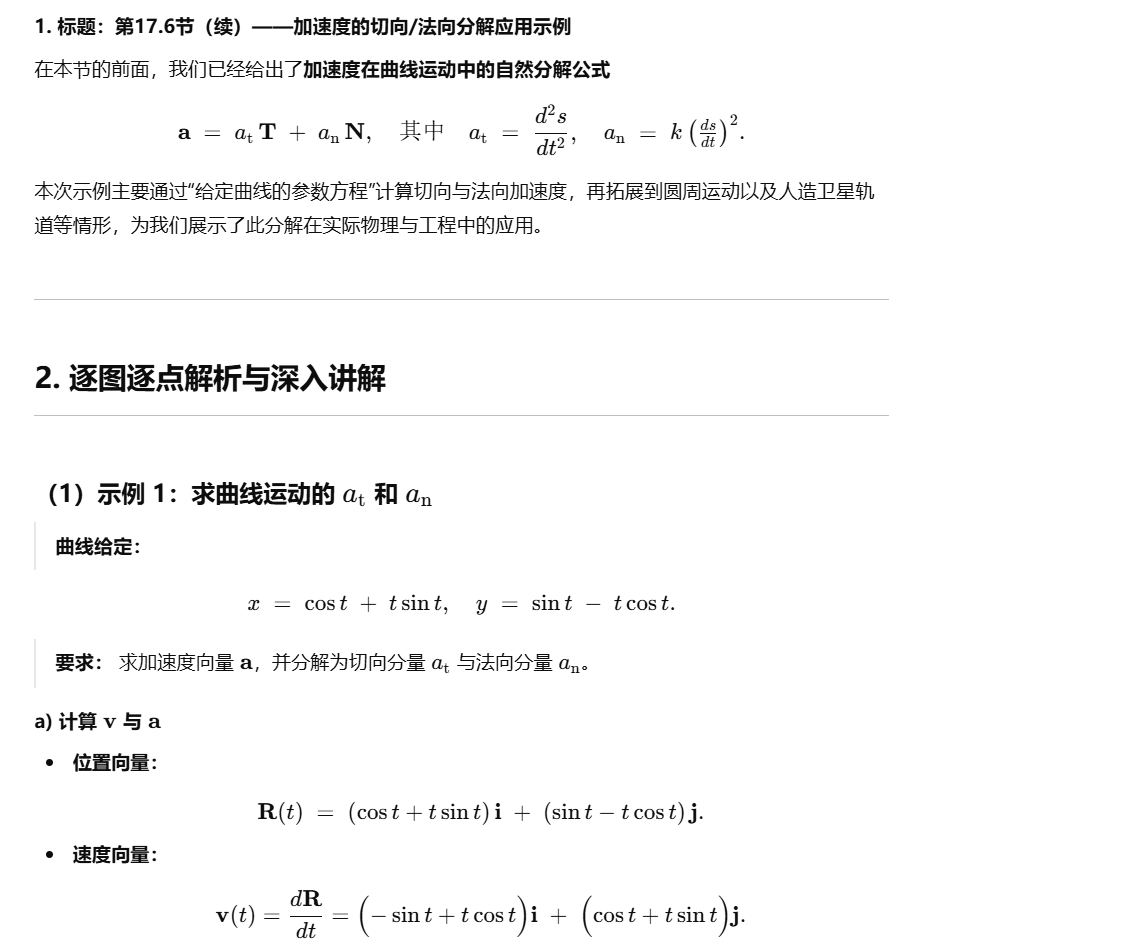 1. 标题：第17.6节（续）——加速度的切向/法向分解应用示例
在本节的前面，我们已经给出了加速度在曲线运动中的自然分解公式
a = a_t T + a_n N, 其中 a_t = d²s/dt², a_n = k (ds/dt)².
本次示例主要通过“给定曲线的参数方程”计算切向与法向加速度，再拓展到圆周运动以及人造卫星轨
道等情形，为我们展示了此分解在实际物理与工程中的应用。
2. 逐图逐点解析与深入讲解
（1）示例 1：求曲线运动的 a_t 和 a_n
曲线给定：
x = cos t + t sin t, y = sin t − t cos t.
要求： 求加速度向量 a，并分解为切向分量 a_t 与法向分量 a_n。
a) 计算 v 与 a
• 位置向量：
R(t) = (cos t + t sin t) i + (sin t − t cos t) j.
• 速度向量：
v(t) = dR/dt = (− sin t + t cos t) i + (cos t + t sin t) j.